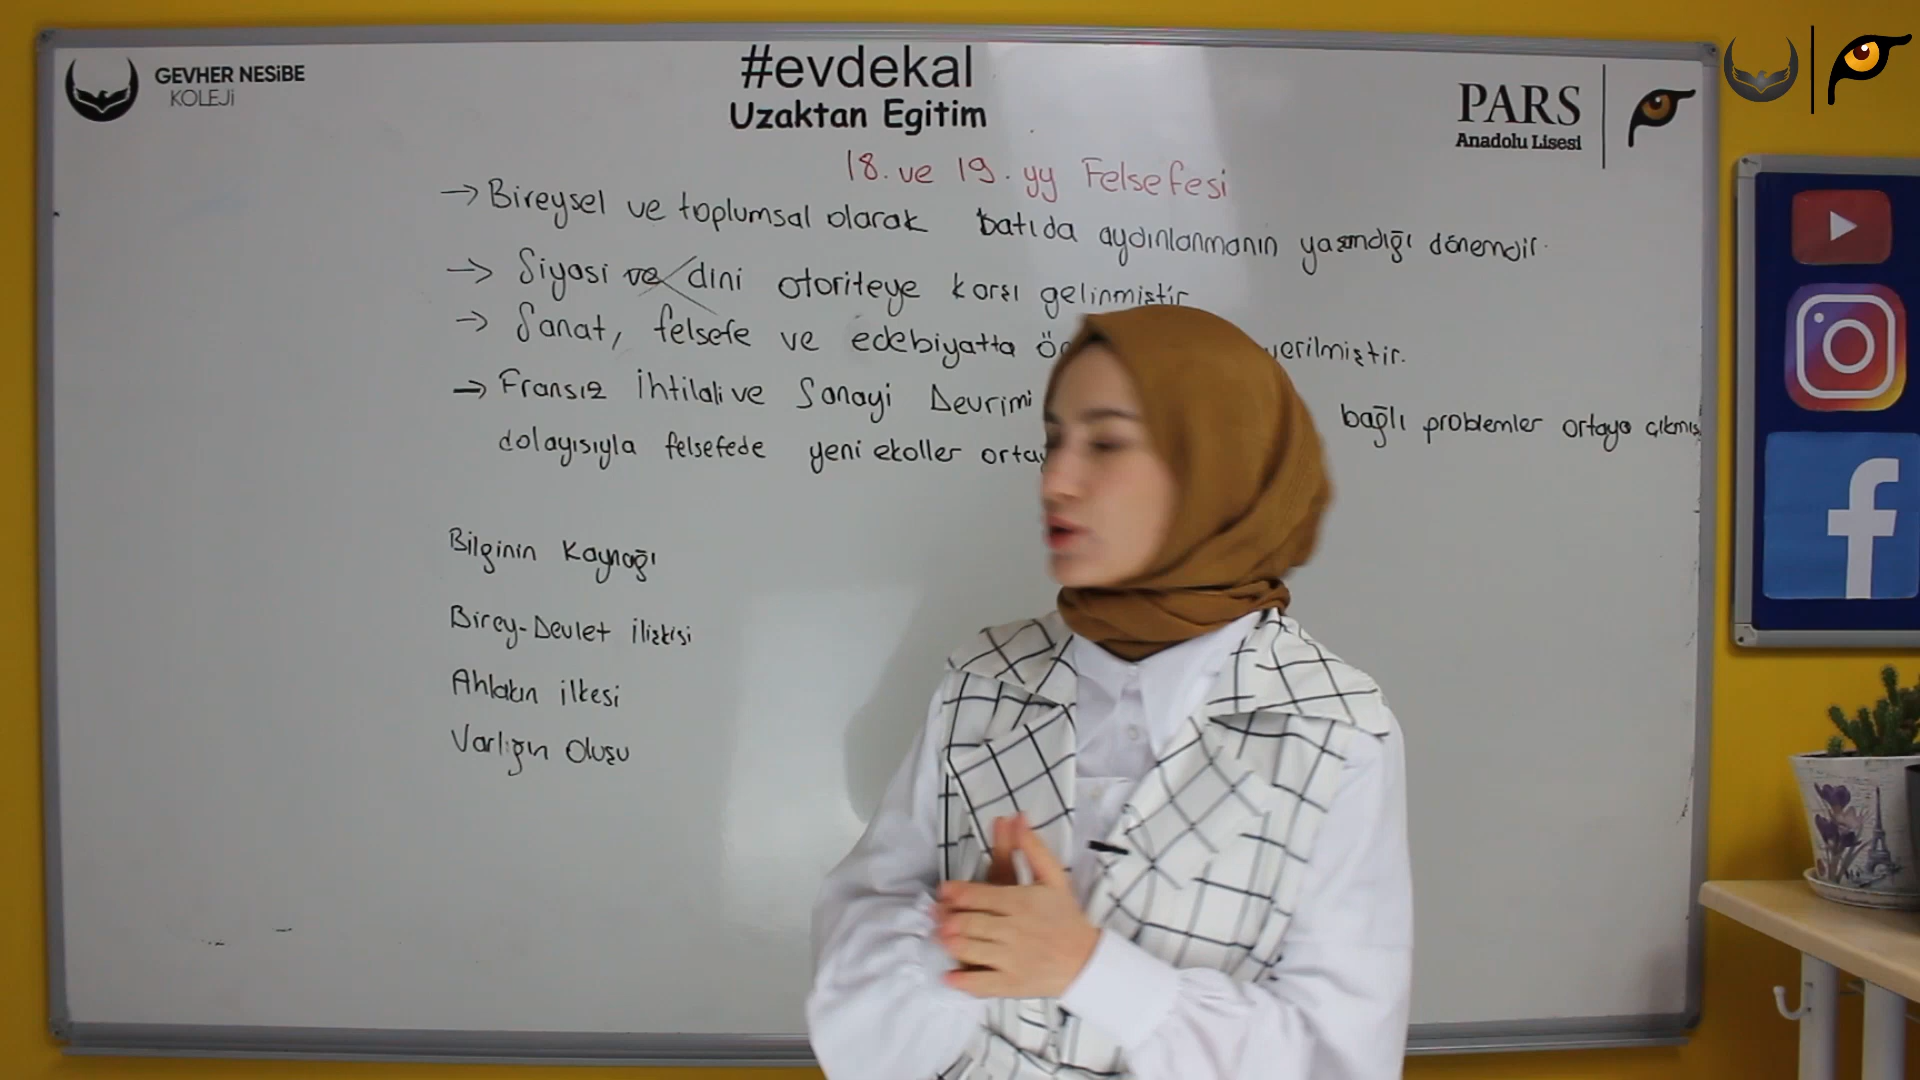 GEVHER NESİBE
KOLEJİ
#evdekal
Uzaktan Egitim
PARS
Anadolu Lisesi
18. ve 19. yy Felsefesi
→ Bireysel ve toplumsal olarak batıda aydınlanmanın yaşandığı dönemdir.
→ Siyasi ve dini otoriteye karşı gelinmiştir
→ Sanat, felsefe ve edebiyatta verilmiştir.
→ Fransız İhtilali ve Sanayi Devrimi bağlı problemler ortaya çıkmış
dolayısıyla felsefede yeni ekoller
Bilginin Kaynağı
Birey-Devlet ilişkisi
Ahlakın ilkesi
Varlığın Oluşu